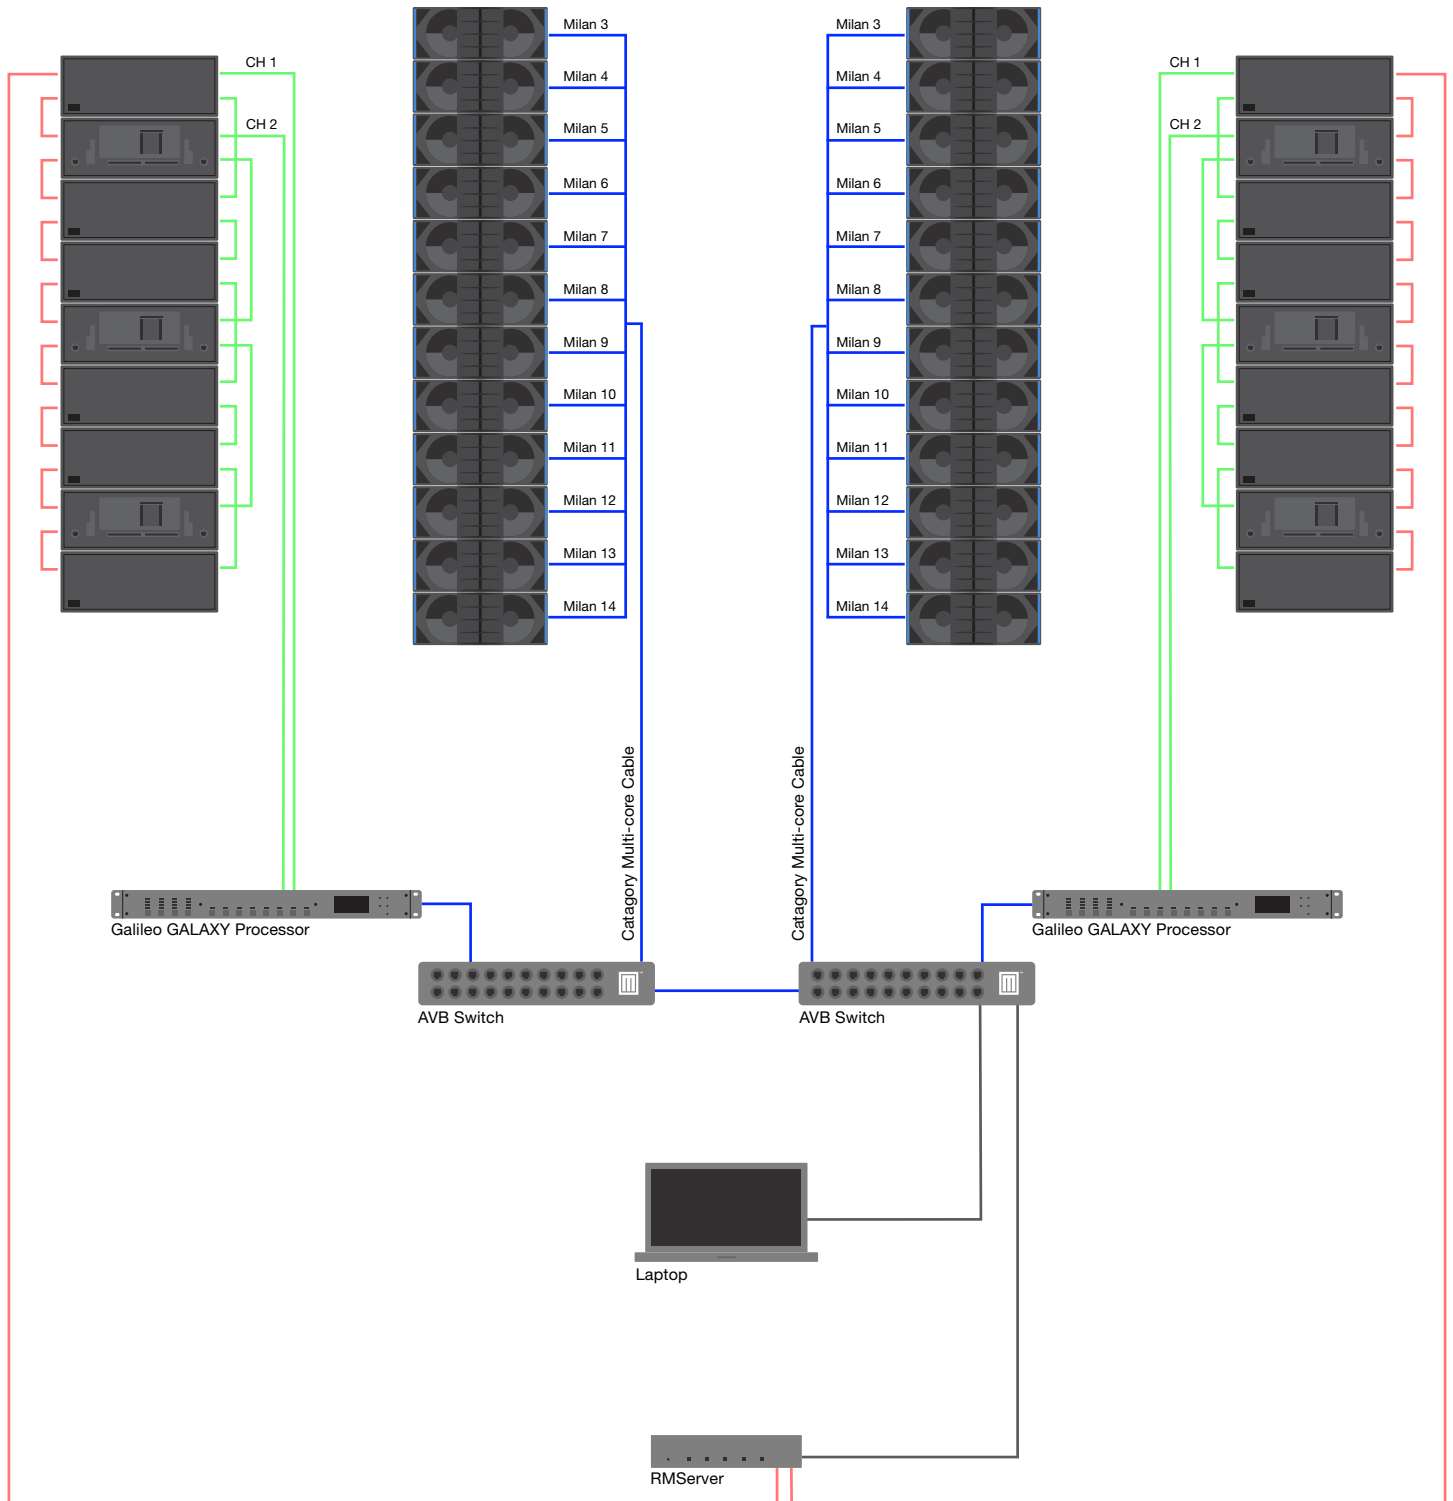 CH 1
CH 2
Milan 3
Milan 4
Milan 5
Milan 6
Milan 7
Milan 8
Milan 9
Milan 10
Milan 11
Milan 12
Milan 13
Milan 14
Milan 3
Milan 4
Milan 5
Milan 6
Milan 7
Milan 8
Milan 9
Milan 10
Milan 11
Milan 12
Milan 13
Milan 14
CH 1
CH 2
Catagory Multi-core Cable
Catagory Multi-core Cable
Galileo GALAXY Processor
Galileo GALAXY Processor
AVB Switch
AVB Switch
Laptop
RMServer